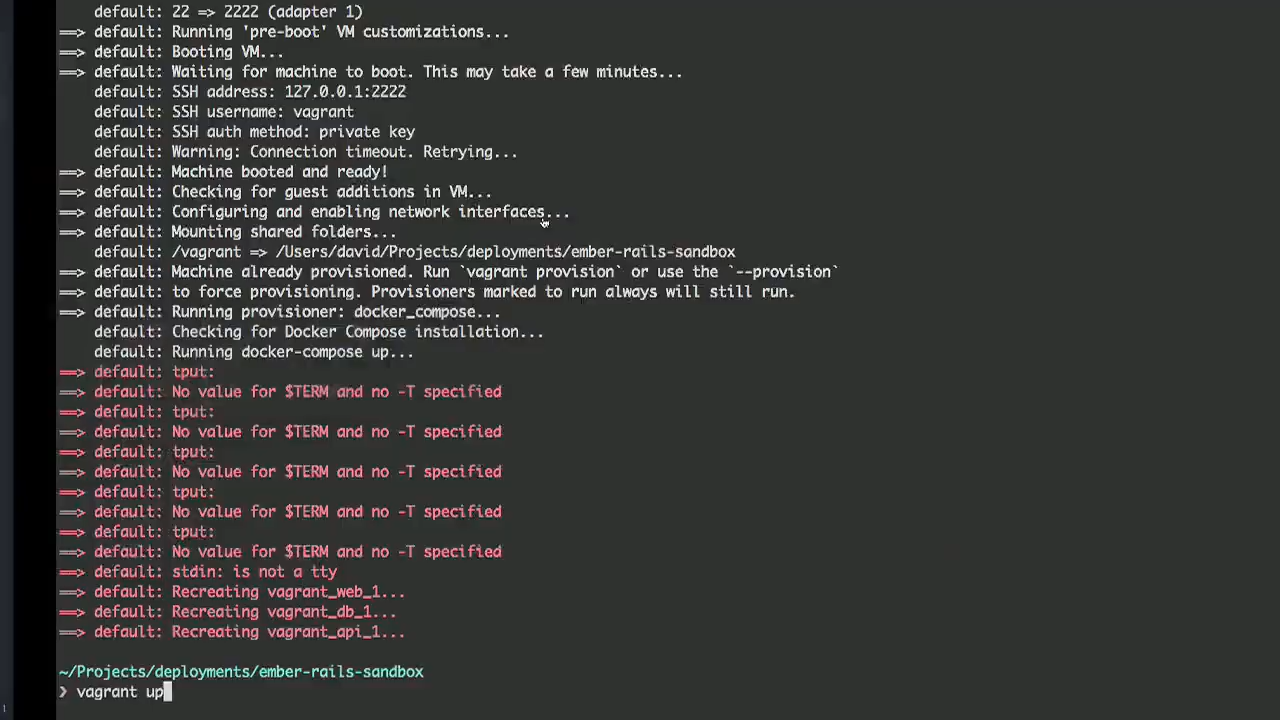 default: 22 => 2222 (adapter 1)
==> default: Running 'pre-boot' VM customizations...
==> default: Booting VM...
==> default: Waiting for machine to boot. This may take a few minutes...
default: SSH address: 127.0.0.1:2222
default: SSH username: vagrant
default: SSH auth method: private key
default: Warning: Connection timeout. Retrying...
==> default: Machine booted and ready!
==> default: Checking for guest additions in VM...
==> default: Configuring and enabling network interfaces...
==> default: Mounting shared folders...
default: /vagrant => /Users/david/Projects/deployments/ember-rails-sandbox
==> default: Machine already provisioned. Run `vagrant provision` or use the `--provision`
==> default: to force provisioning. Provisioners marked to run always will still run.
==> default: Running provisioner: docker_compose...
default: Checking for Docker Compose installation...
default: Running docker-compose up...
==> default: tput:
==> default: No value for $TERM and no -T specified
==> default: tput:
==> default: No value for $TERM and no -T specified
==> default: tput:
==> default: No value for $TERM and no -T specified
==> default: tput:
==> default: No value for $TERM and no -T specified
==> default: tput:
==> default: No value for $TERM and no -T specified
==> default: stdin: is not a tty
==> default: Recreating vagrant_web_1...
==> default: Recreating vagrant_db_1...
==> default: Recreating vagrant_api_1...
~/Projects/deployments/ember-rails-sandbox
❯ vagrant up
1